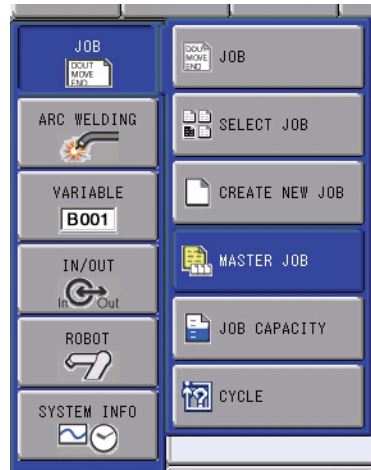 JOB
DOUT
MOVE
END
ARC WELDING
VARIABLE
B001
IN/OUT
In
Out
ROBOT
SYSTEM INFO
DOUT
MOVE
END
JOB
SELECT JOB
CREATE NEW JOB
MASTER JOB
JOB CAPACITY
CYCLE